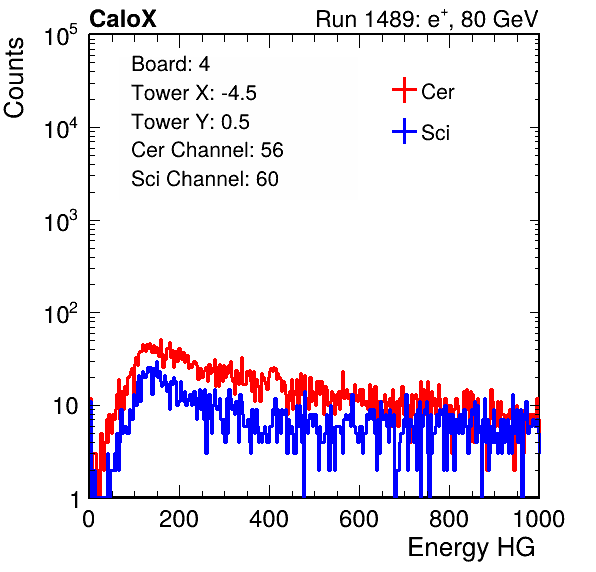 CaloX Run 1489: e⁺, 80 GeV
Counts
10⁵
10⁴
10³
10²
10
1
Board: 4
Tower X: -4.5
Tower Y: 0.5
Cer Channel: 56
Sci Channel: 60
Cer
Sci
0 200 400 600 800 1000
Energy HG